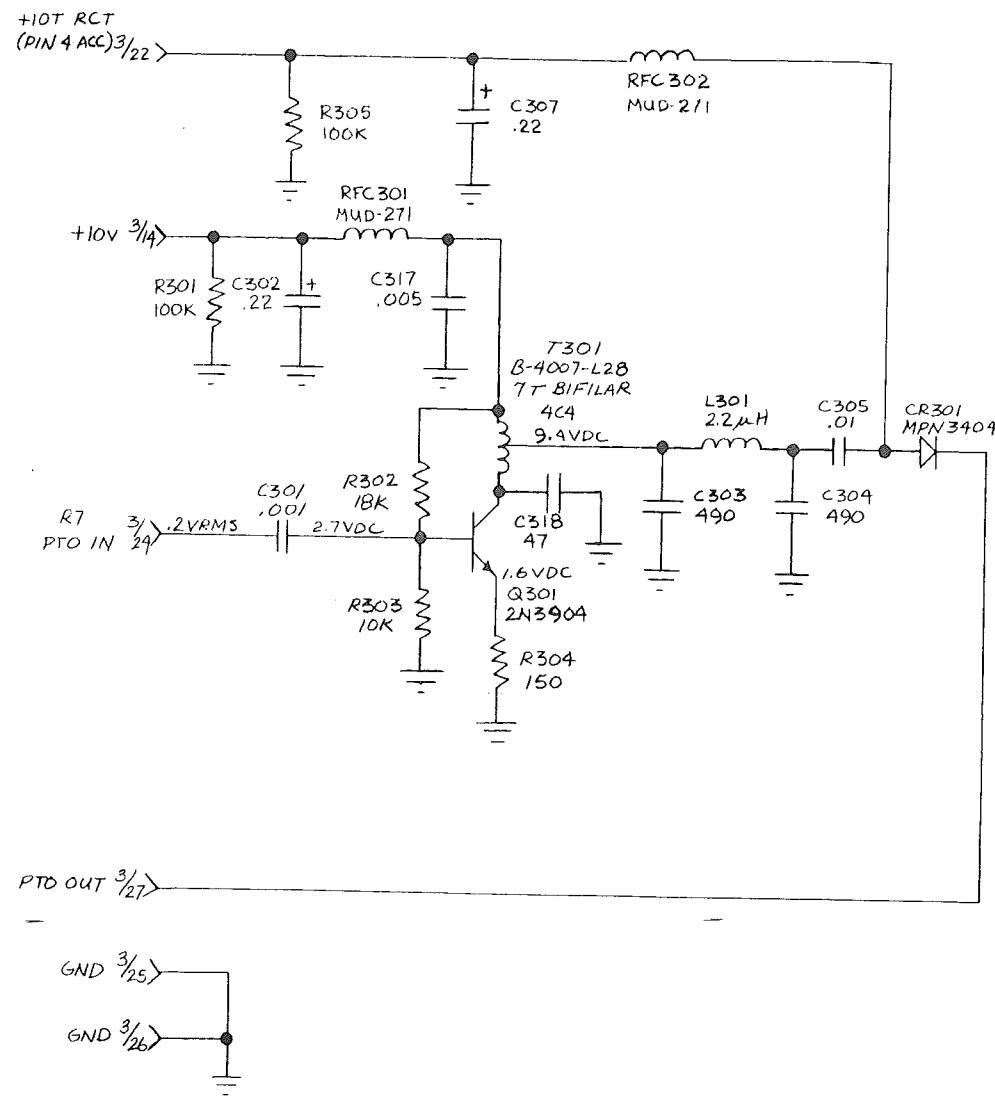 +10T RCT
(PIN 4 ACC) 3/22
R305
100K
+
C307
.22
RFC302
MUD-271
RFC301
MUD-271
+10V 3/14
R301
100K
C302
.22
+
C317
.005
T301
B-4007-L28
7T BIFILAR
4C4
9.4VDC
L301
2.2µH
C305
.01
CR301
MPN3404
R302
18K
C301
.001
R7
PTO IN 3/24
.2VRMS
2.7VDC
C318
47
C303
490
C304
490
1.6VDC
Q301
2N3904
R303
10K
R304
150
PTO OUT 3/27
GND 3/25
GND 3/26